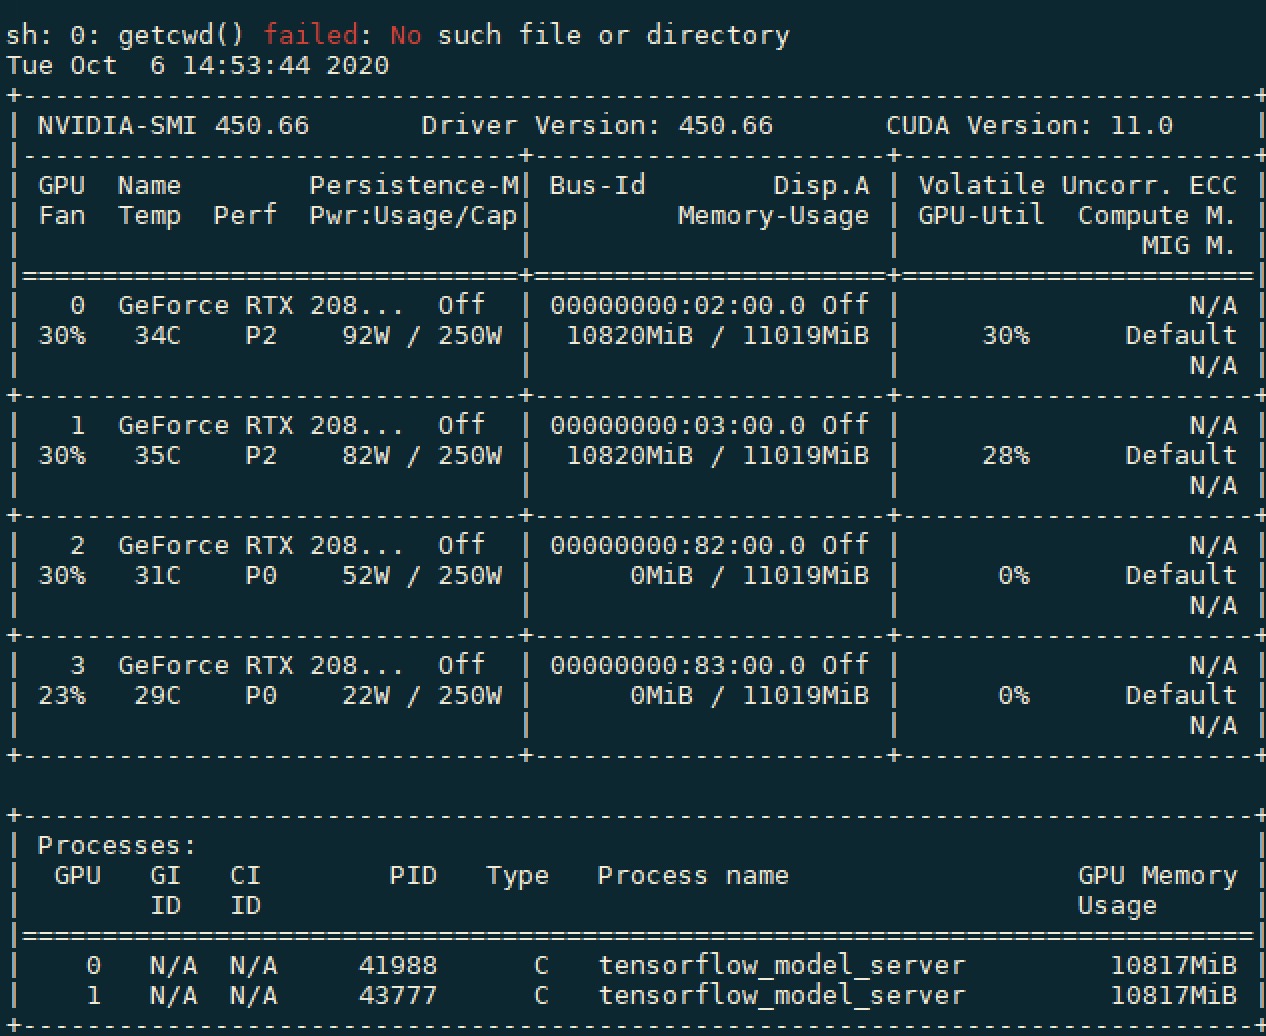 sh: 0: getcwd() failed: No such file or directory
Tue Oct  6 14:53:44 2020
+-----------------------------------------------------------------------------+
| NVIDIA-SMI 450.66       Driver Version: 450.66       CUDA Version: 11.0     |
|-------------------------------+----------------------+----------------------+
| GPU  Name        Persistence-M| Bus-Id        Disp.A | Volatile Uncorr. ECC |
| Fan  Temp  Perf  Pwr:Usage/Cap|         Memory-Usage | GPU-Util  Compute M. |
|                               |                      |               MIG M. |
|===============================+======================+======================|
|   0  GeForce RTX 208...  Off  | 00000000:02:00.0 Off |                  N/A |
| 30%   34C    P2    92W / 250W |  10820MiB / 11019MiB |     30%      Default |
|                               |                      |                  N/A |
+-------------------------------+----------------------+----------------------+
|   1  GeForce RTX 208...  Off  | 00000000:03:00.0 Off |                  N/A |
| 30%   35C    P2    82W / 250W |  10820MiB / 11019MiB |     28%      Default |
|                               |                      |                  N/A |
+-------------------------------+----------------------+----------------------+
|   2  GeForce RTX 208...  Off  | 00000000:82:00.0 Off |                  N/A |
| 30%   31C    P0    52W / 250W |      0MiB / 11019MiB |      0%      Default |
|                               |                      |                  N/A |
+-------------------------------+----------------------+----------------------+
|   3  GeForce RTX 208...  Off  | 00000000:83:00.0 Off |                  N/A |
| 23%   29C    P0    22W / 250W |      0MiB / 11019MiB |      0%      Default |
|                               |                      |                  N/A |
+-------------------------------+----------------------+----------------------+

+-----------------------------------------------------------------------------+
| Processes:                                                                  |
|  GPU   GI   CI        PID   Type   Process name                  GPU Memory |
|        ID   ID                                                   Usage      |
|=============================================================================|
|    0   N/A  N/A     41988      C   tensorflow_model_server         10817MiB |
|    1   N/A  N/A     43777      C   tensorflow_model_server         10817MiB |
+-----------------------------------------------------------------------------+